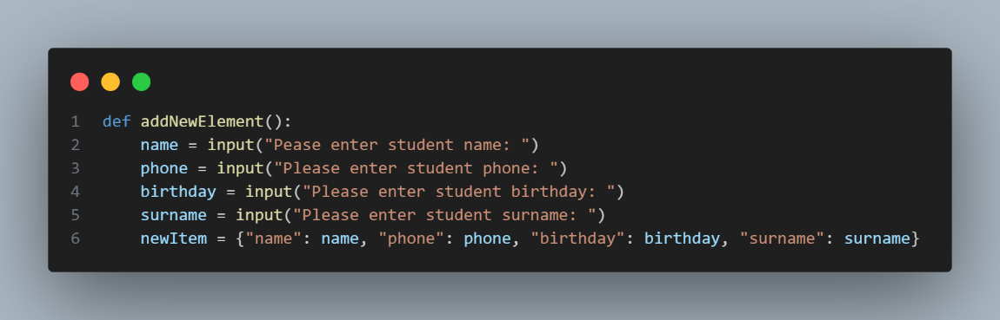 1 def addNewElement():
2     name = input("Pease enter student name: ")
3     phone = input("Please enter student phone: ")
4     birthday = input("Please enter student birthday: ")
5     surname = input("Please enter student surname: ")
6     newItem = {"name": name, "phone": phone, "birthday": birthday, "surname": surname}